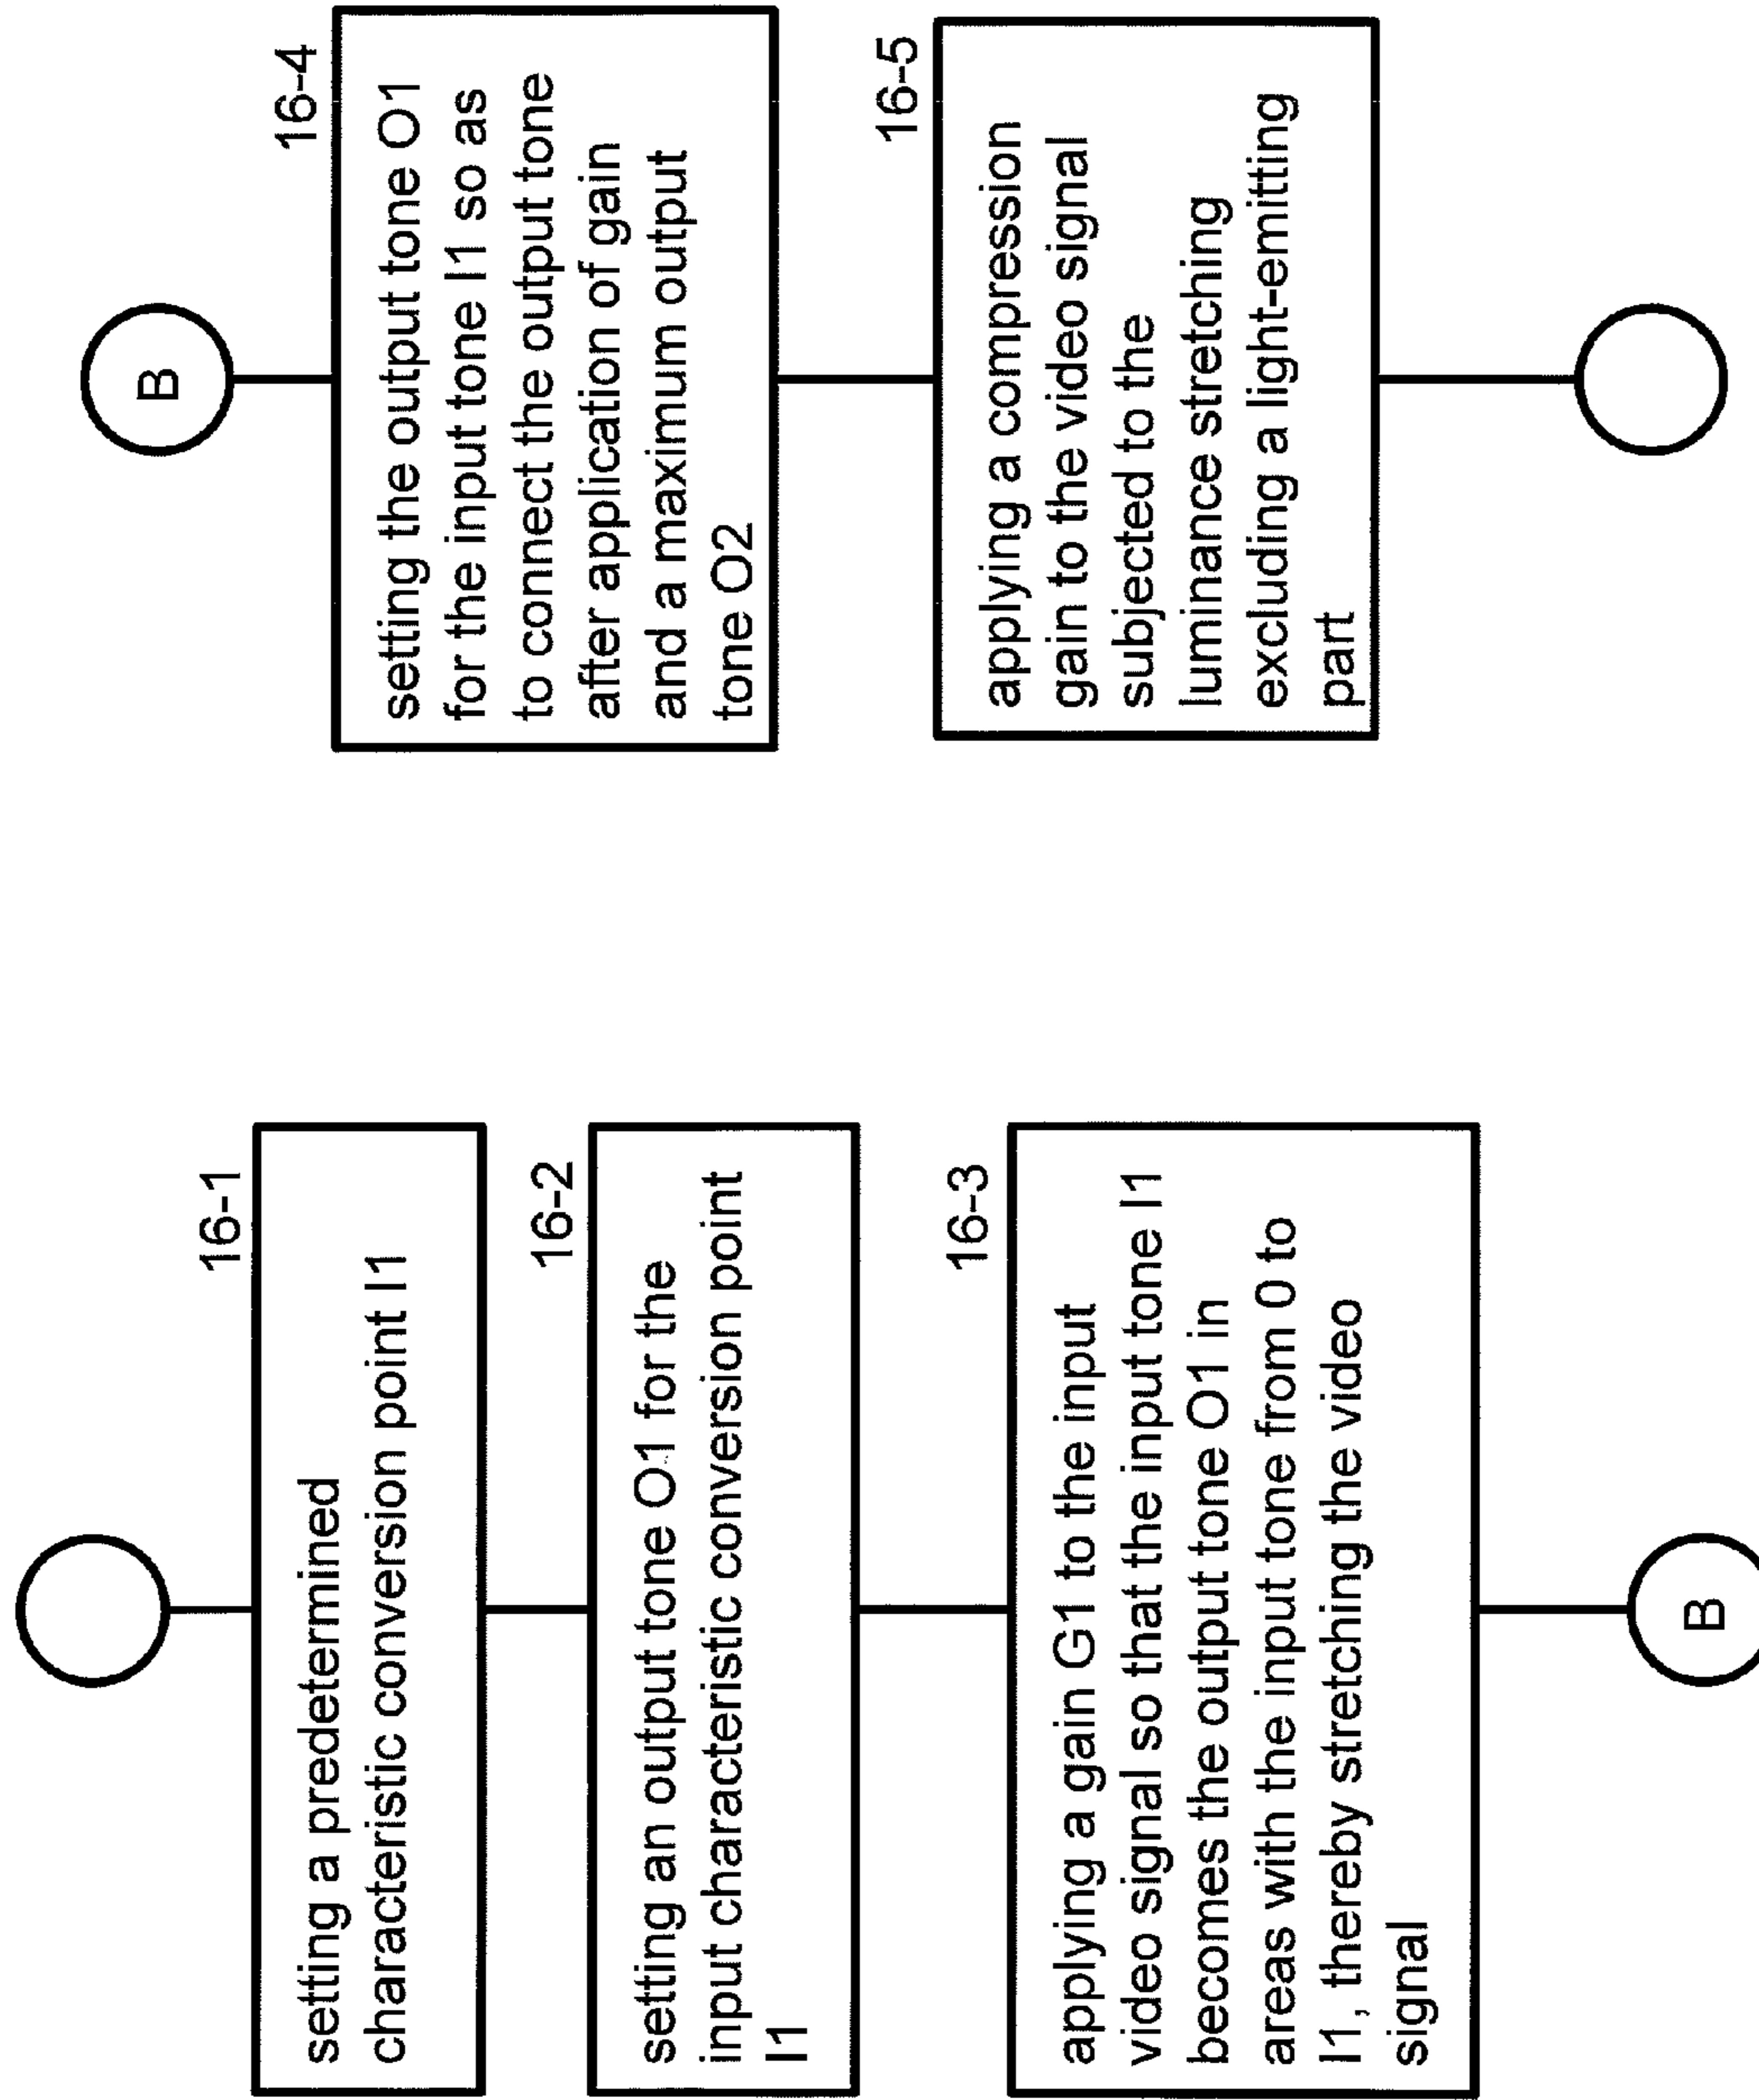 16-1
setting a predetermined
characteristic conversion point I1
16-2
setting an output tone O1 for the
input characteristic conversion point
I1
16-3
applying a gain G1 to the input
video signal so that the input tone I1
becomes the output tone O1 in
areas with the input tone from 0 to
I1, thereby stretching the video
signal
B
B
16-4
setting the output tone O1
for the input tone I1 so as
to connect the output tone
after application of gain
and a maximum output
tone O2
16-5
applying a compression
gain to the video signal
subjected to the
luminance stretching
excluding a light-emitting
part